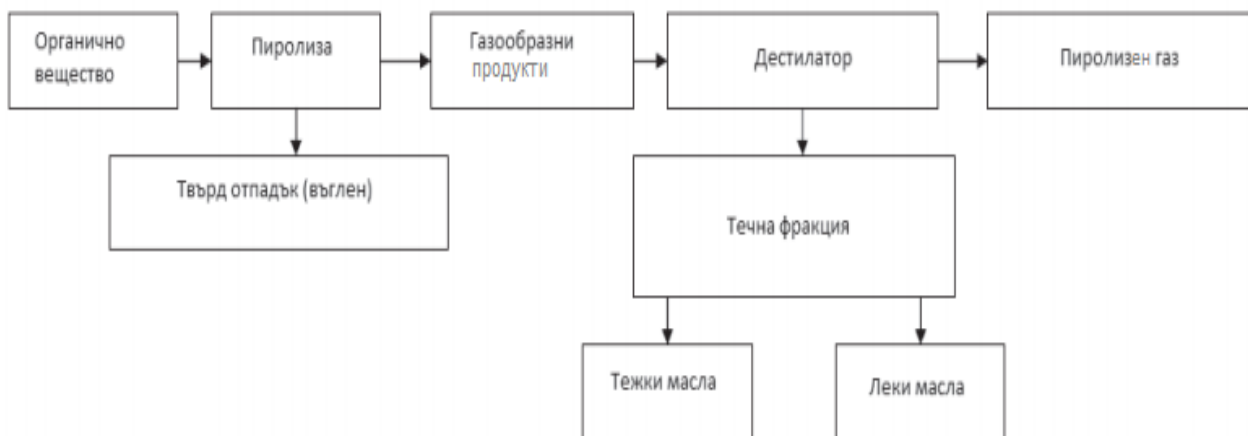 Органично
вещество
Пиролиза
Газообразни
продукти
Дестилатор
Пиролизен газ
Твърд отпадък (въглен)
Течна фракция
Тежки масла
Леки масла